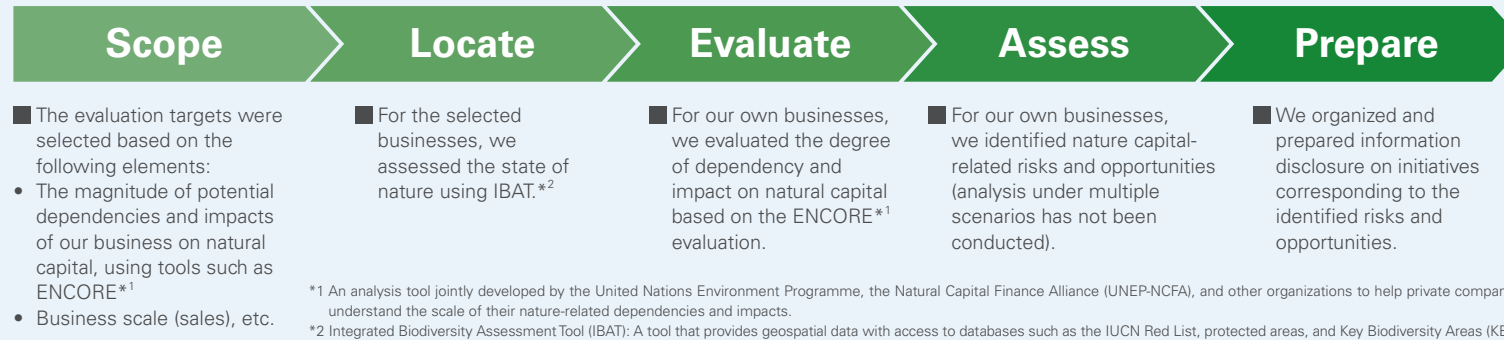 Scope
Locate
Evaluate
Assess
Prepare
■ The evaluation targets were
selected based on the
following elements:
• The magnitude of potential
dependencies and impacts
of our business on natural
capital, using tools such as
ENCORE*1
• Business scale (sales), etc.
■ For the selected
businesses, we
assessed the state of
nature using IBAT.*2
■ For our own businesses,
we evaluated the degree
of dependency and
impact on natural capital
based on the ENCORE*1
evaluation.
■ For our own businesses,
we identified nature capital-
related risks and opportunities
(analysis under multiple
scenarios has not been
conducted).
■ We organized and
prepared information
disclosure on initiatives
corresponding to the
identified risks and
opportunities.
*1 An analysis tool jointly developed by the United Nations Environment Programme, the Natural Capital Finance Alliance (UNEP-NCFA), and other organizations to help private
understand the scale of their nature-related dependencies and impacts.
*2 Integrated Biodiversity Assessment Tool (IBAT): A tool that provides geospatial data with access to databases such as the IUCN Red List, protected areas, and Key Biodiversity Areas